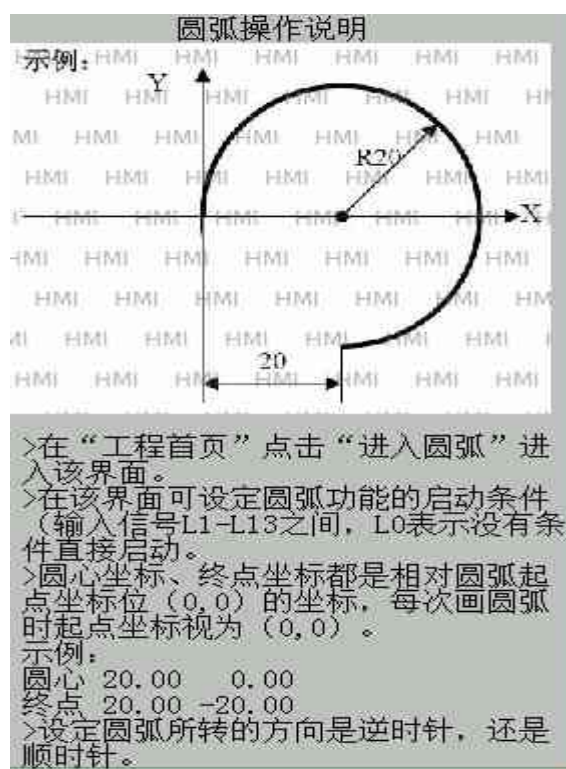 圆弧操作说明
示例:
Y
R20
X
20
>在“工程首页”点击“进入圆弧”进
入该界面。
>在该界面可设定圆弧功能的启动条件
(输入信号L1-L13之间, L0表示没有条
件直接启动。
>圆心坐标、终点坐标都是相对圆弧起
点坐标位(0,0)的坐标, 每次画圆弧
时起点坐标视为(0,0)。
示例:
圆心 20.00 0.00
终点 20.00 -20.00
>设定圆弧所转的方向是逆时针, 还是
顺时针。